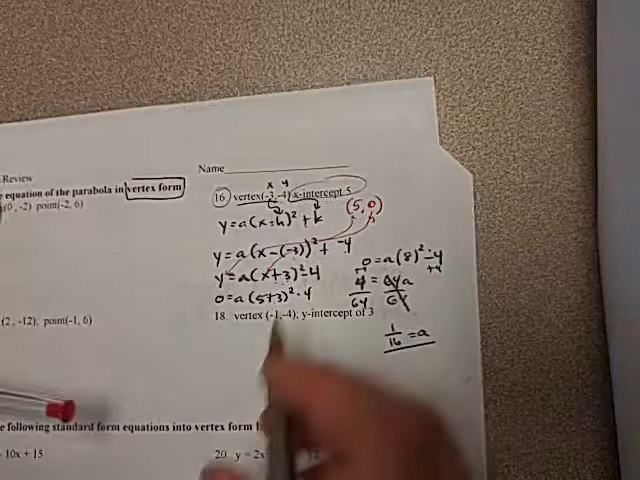 Review
Name
equation of the parabola in vertex form
(0, -2) point(-2, 6)
16. vertex(-3,-4) x-intercept 5
x y
(5,0)
y=a(x-h)²+k
y=a(x-(-3))²+-4
y=a(x+3)²-4
0=a(5+3)²-4
0=a(8)²-4
+4 +4
4 = 64a
64 64
1/16 = a
(2, -12), point(-1, 6)
18. vertex (-1,-4); y-intercept of 3
e following standard form equations into vertex form
- 10x + 15
20. y = 2x